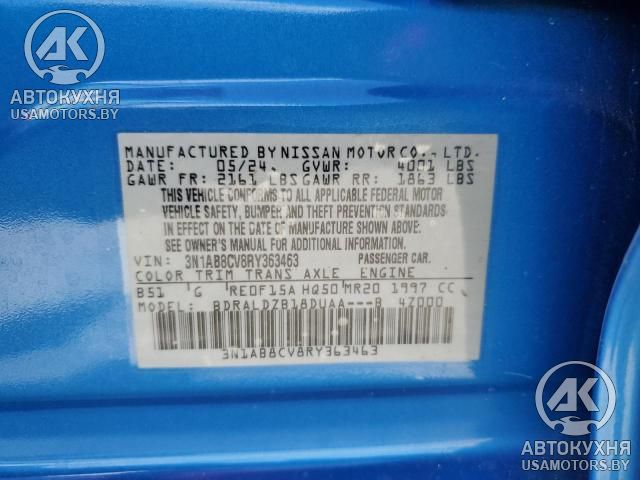 АК
АВТОКУХНЯ
USAMOTORS.BY
MANUFACTURED BY NISSAN MOTOR CO., LTD.
DATE: 05/24. GVWR: 4001 LBS
GAWR FR: 2161 LBS GAWR RR: 1863 LBS
THIS VEHICLE CONFORMS TO ALL APPLICABLE FEDERAL MOTOR
VEHICLE SAFETY, BUMPER AND THEFT PREVENTION STANDARDS
IN EFFECT ON THE DATE OF MANUFACTURE SHOWN ABOVE.
SEE OWNER'S MANUAL FOR ADDITIONAL INFORMATION.
VIN: 3N1AB8CV8RY363463 PASSENGER CAR.
COLOR TRIM TRANS AXLE ENGINE
B51 G RE0F15A HQ50 MR20 1997 CC
MODEL: BDRALDZB18DUAA---B 4Z000
3N1AB8CV8RY363463
АК
АВТОКУХНЯ
USAMOTORS.BY